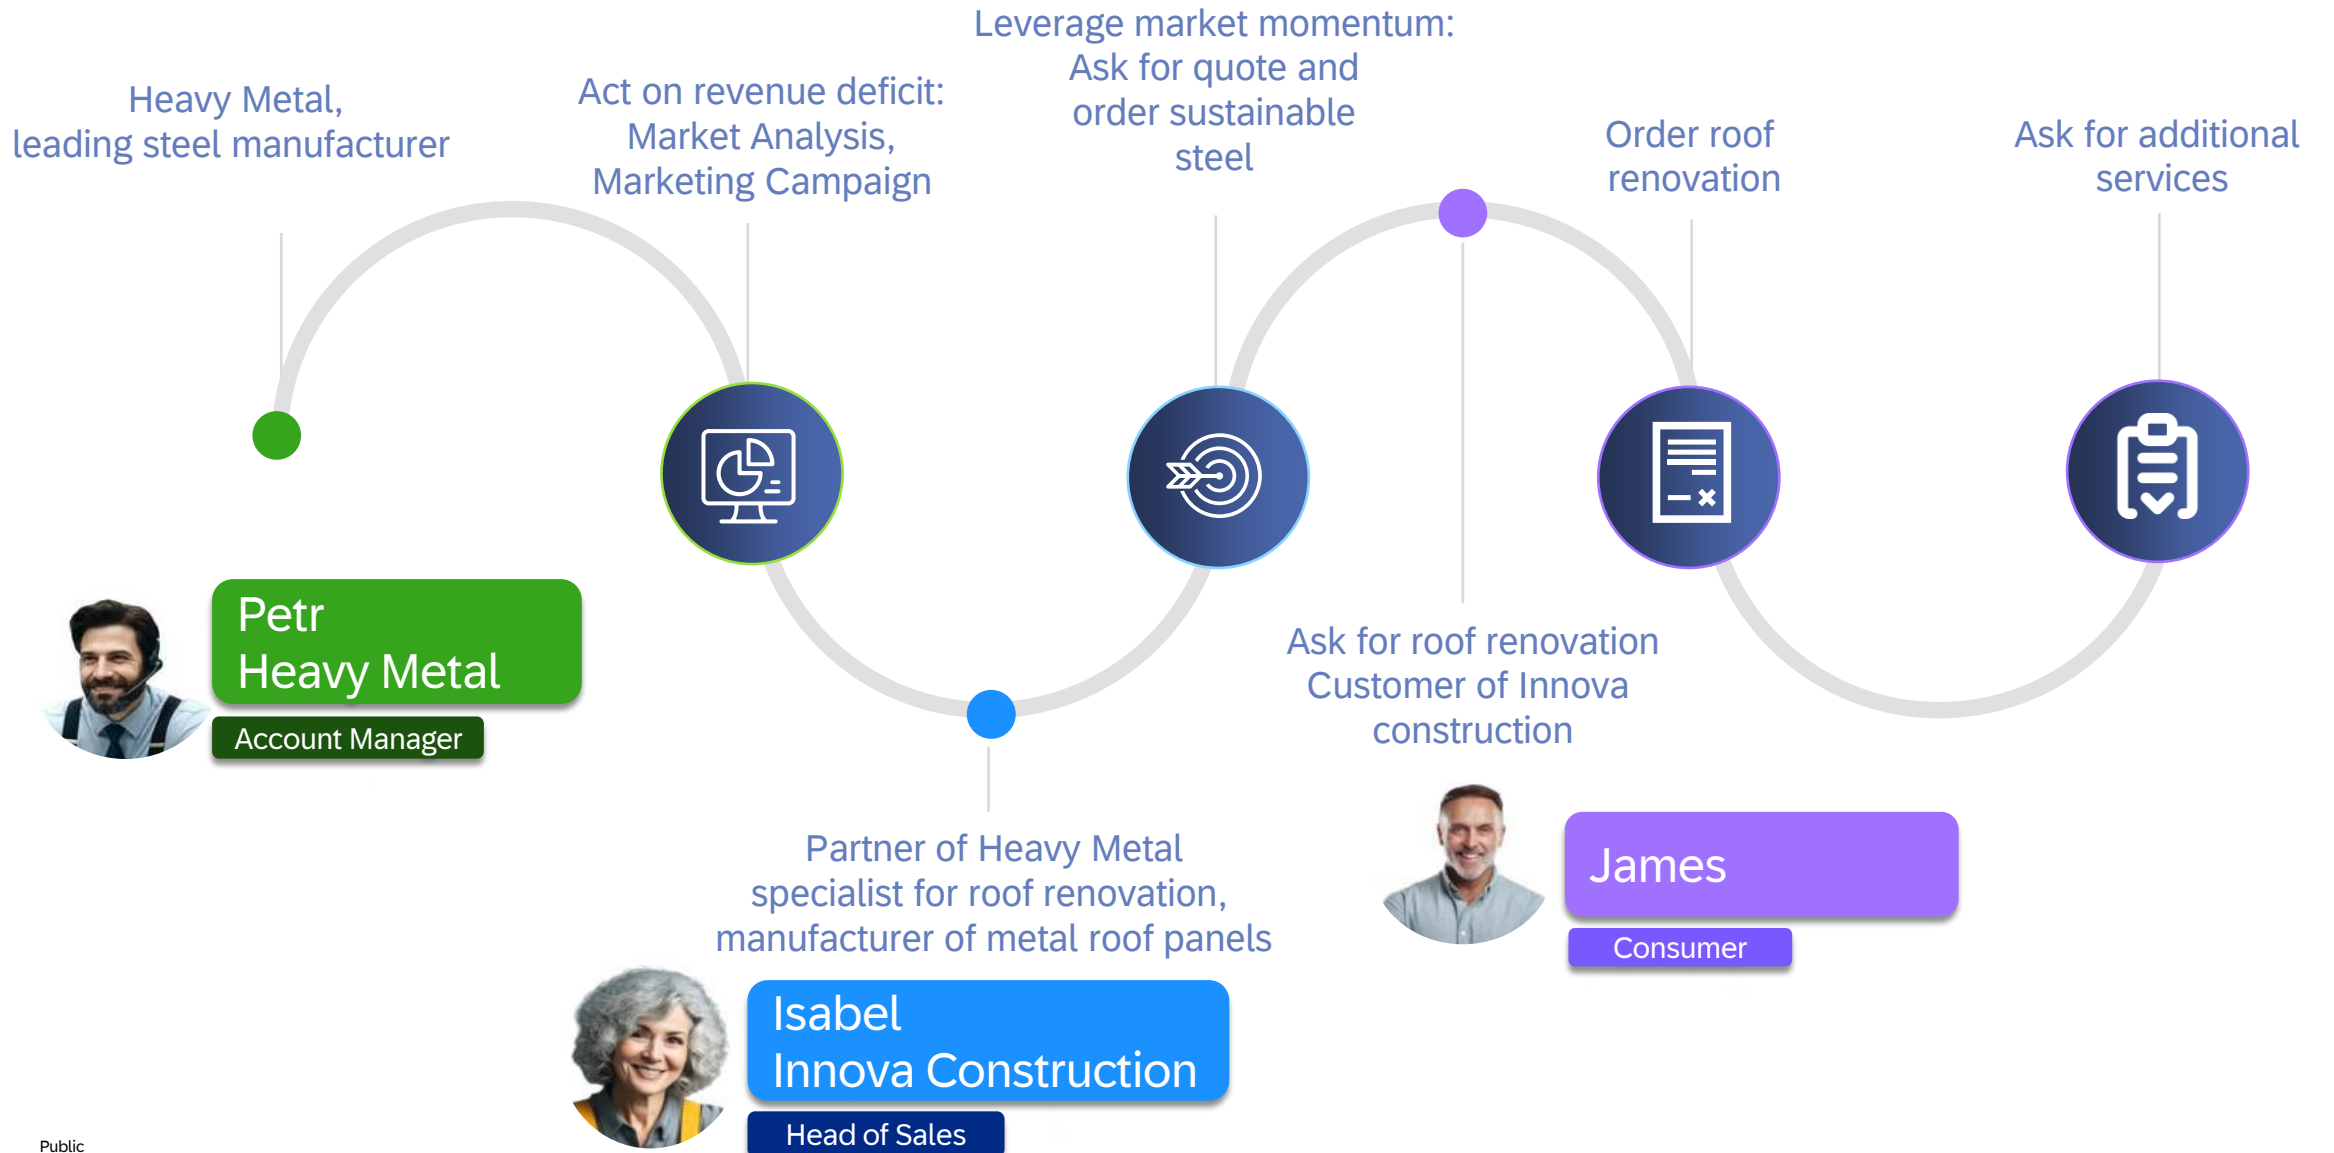 Heavy Metal,
leading steel manufacturer
Act on revenue deficit:
Market Analysis,
Marketing Campaign
Leverage market momentum:
Ask for quote and
order sustainable
steel
Order roof
renovation
Ask for additional
services
Petr
Heavy Metal
Account Manager
Ask for roof renovation
Customer of Innova
construction
James
Consumer
Partner of Heavy Metal
specialist for roof renovation,
manufacturer of metal roof panels
Isabel
Innova Construction
Head of Sales
Public